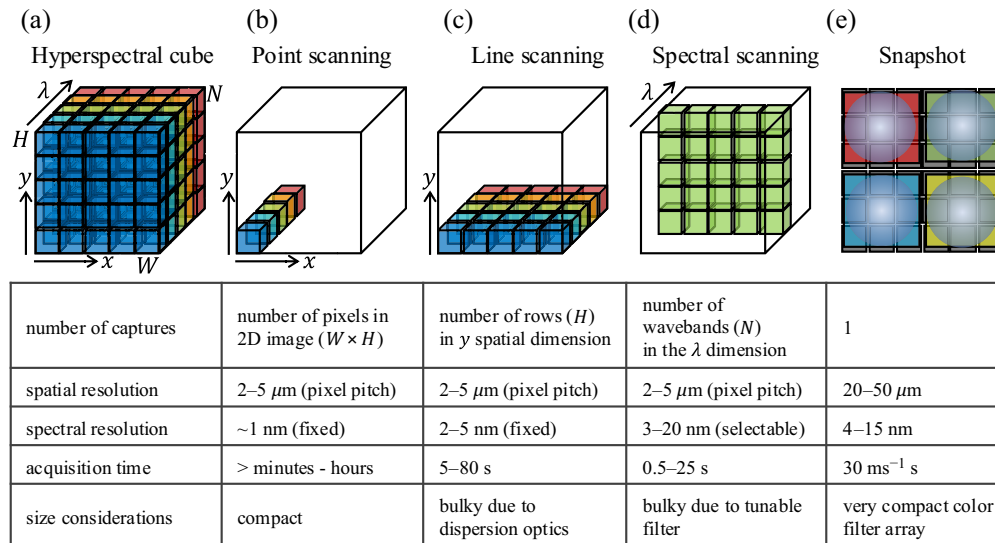 (a) (b) (c) (d) (e)
Hyperspectral cube Point scanning Line scanning Spectral scanning Snapshot
λ N λ
H
y y y
x W x x
number of captures
number of pixels in
2D image (W × H)
number of rows (H)
in y spatial dimension
number of
wavebands (N)
in the λ dimension
1
spatial resolution 2–5 μm (pixel pitch) 2–5 μm (pixel pitch) 2–5 μm (pixel pitch) 20–50 μm
spectral resolution ~1 nm (fixed) 2–5 nm (fixed) 3–20 nm (selectable) 4–15 nm
acquisition time > minutes - hours 5–80 s 0.5–25 s 30 ms⁻¹ s
size considerations compact
bulky due to
dispersion optics
bulky due to tunable
filter
very compact color
filter array